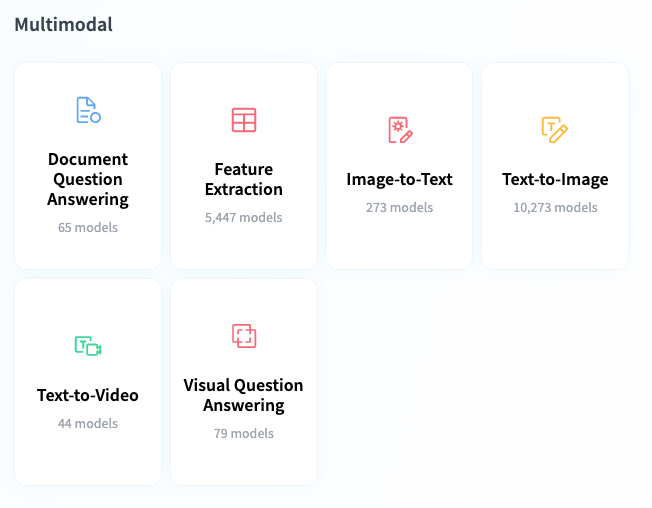 Multimodal
Document
Question
Answering
65 models
Feature
Extraction
5,447 models
Image-to-Text
273 models
Text-to-Image
10,273 models
Text-to-Video
44 models
Visual Question
Answering
79 models